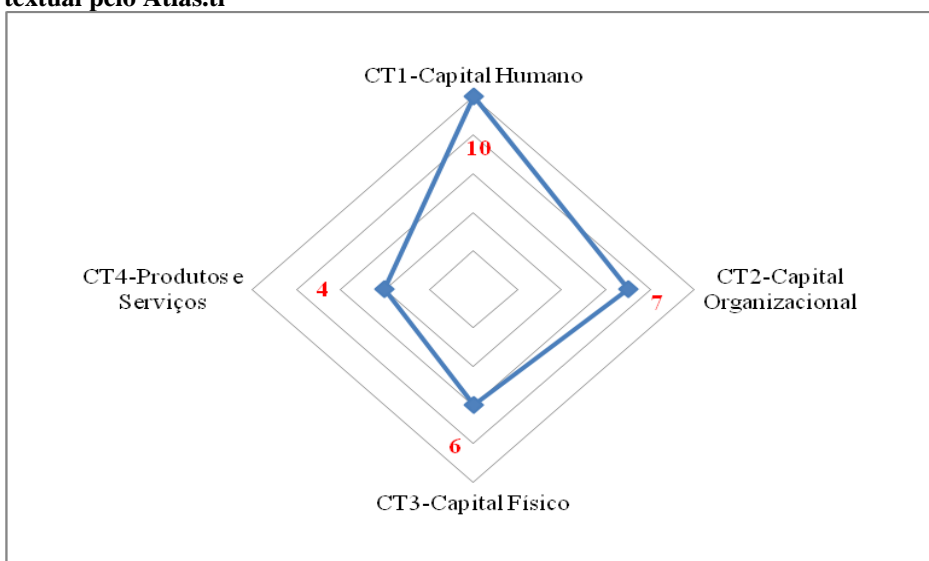 textual pelo Atlas.ti
CT1-Capital Humano
10
CT4-Produtos e
Serviços
4
CT2-Capital
Organizacional
7
6
CT3-Capital Físico